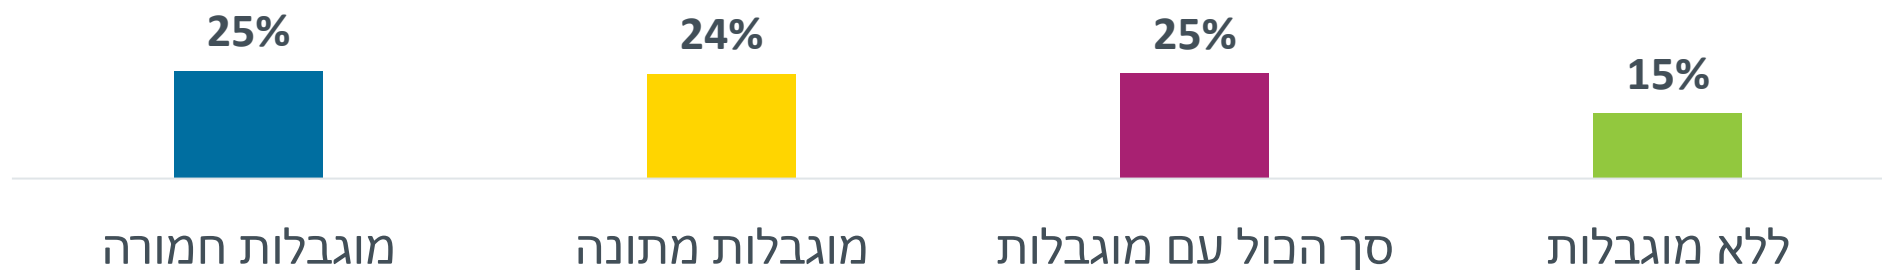 25%
24%
25%
15%
מוגבלות חמורה
מוגבלות מתונה
סך הכול עם מוגבלות
ללא מוגבלות